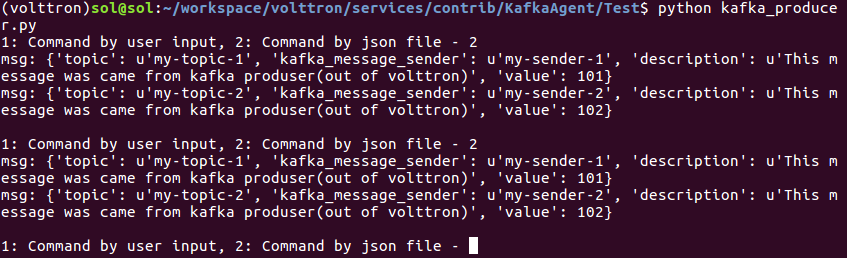 (volttron)sol@sol:~/workspace/volttron/services/contrib/KafkaAgent/Test$ python kafka_produce
r.py
1: Command by user input, 2: Command by json file - 2
msg: {'topic': u'my-topic-1', 'kafka_message_sender': u'my-sender-1', 'description': u'This m
essage was came from kafka produser(out of volttron)', 'value': 101}
msg: {'topic': u'my-topic-2', 'kafka_message_sender': u'my-sender-2', 'description': u'This m
essage was came from kafka produser(out of volttron)', 'value': 102}
1: Command by user input, 2: Command by json file - 2
msg: {'topic': u'my-topic-1', 'kafka_message_sender': u'my-sender-1', 'description': u'This m
essage was came from kafka produser(out of volttron)', 'value': 101}
msg: {'topic': u'my-topic-2', 'kafka_message_sender': u'my-sender-2', 'description': u'This m
essage was came from kafka produser(out of volttron)', 'value': 102}
1: Command by user input, 2: Command by json file -